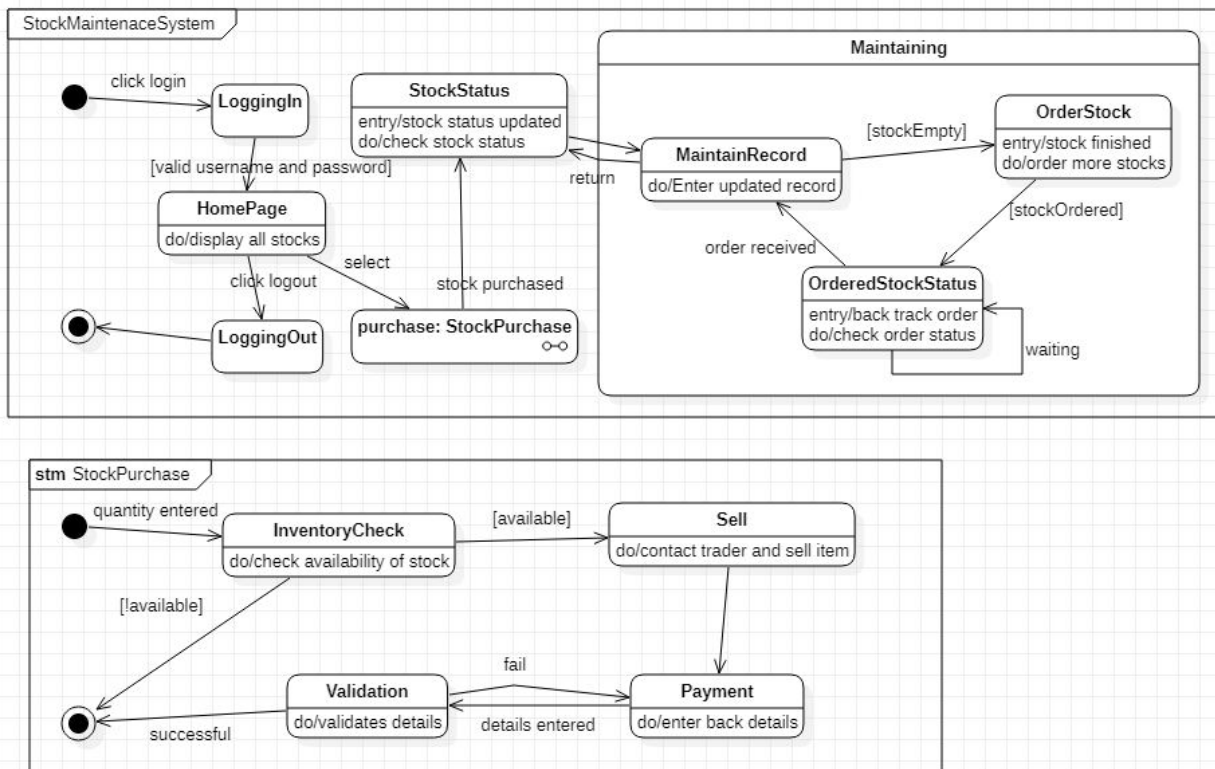 StockMaintenaceSystem
click login
LoggingIn
[valid username and password]
HomePage
do/display all stocks
click logout
select
LoggingOut
StockStatus
entry/stock status updated
do/check stock status
return
stock purchased
purchase: StockPurchase
Maintaining
MaintainRecord
do/Enter updated record
[stockEmpty]
OrderStock
entry/stock finished
do/order more stocks
[stockOrdered]
order received
OrderedStockStatus
entry/back track order
do/check order status
waiting
stm StockPurchase
quantity entered
InventoryCheck
do/check availability of stock
[available]
Sell
do/contact trader and sell item
[!available]
Validation
do/validates details
fail
Payment
do/enter back details
details entered
successful